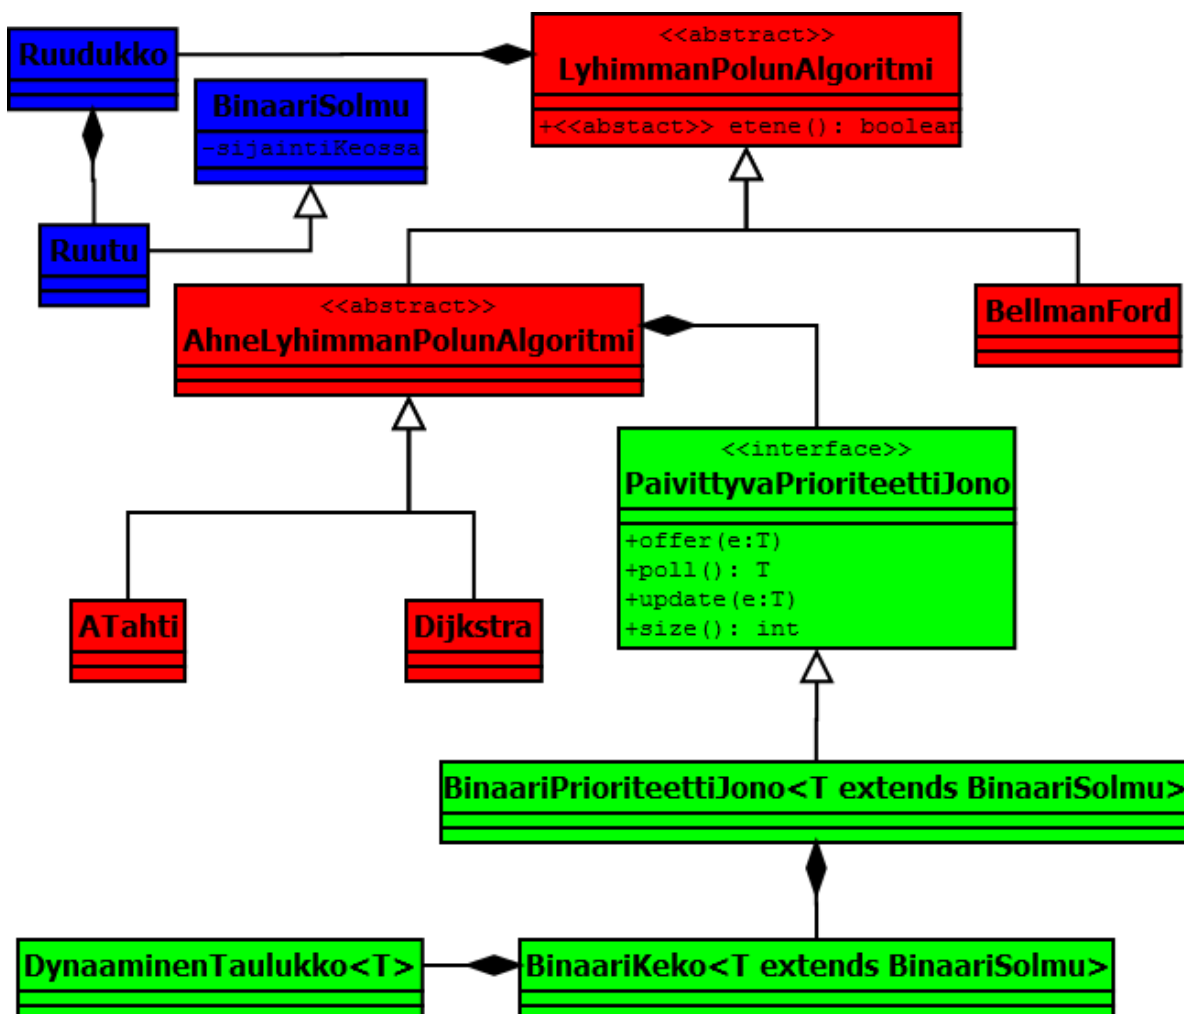 Ruudukko
<<abstract>>
LyhimmanPolunAlgoritmi
+<<abstact>> etene(): boolean
BinaariSolmu
-sijaintiKeossa
Ruutu
<<abstract>>
AhneLyhimmanPolunAlgoritmi
BellmanFord
<<interface>>
PaivittyvaPrioriteettiJono
+offer(e:T)
+poll(): T
+update(e:T)
+size(): int
ATahti
Dijkstra
BinaariPrioriteettiJono<T extends BinaariSolmu>
DynaaminenTaulukko<T>
BinaariKeko<T extends BinaariSolmu>